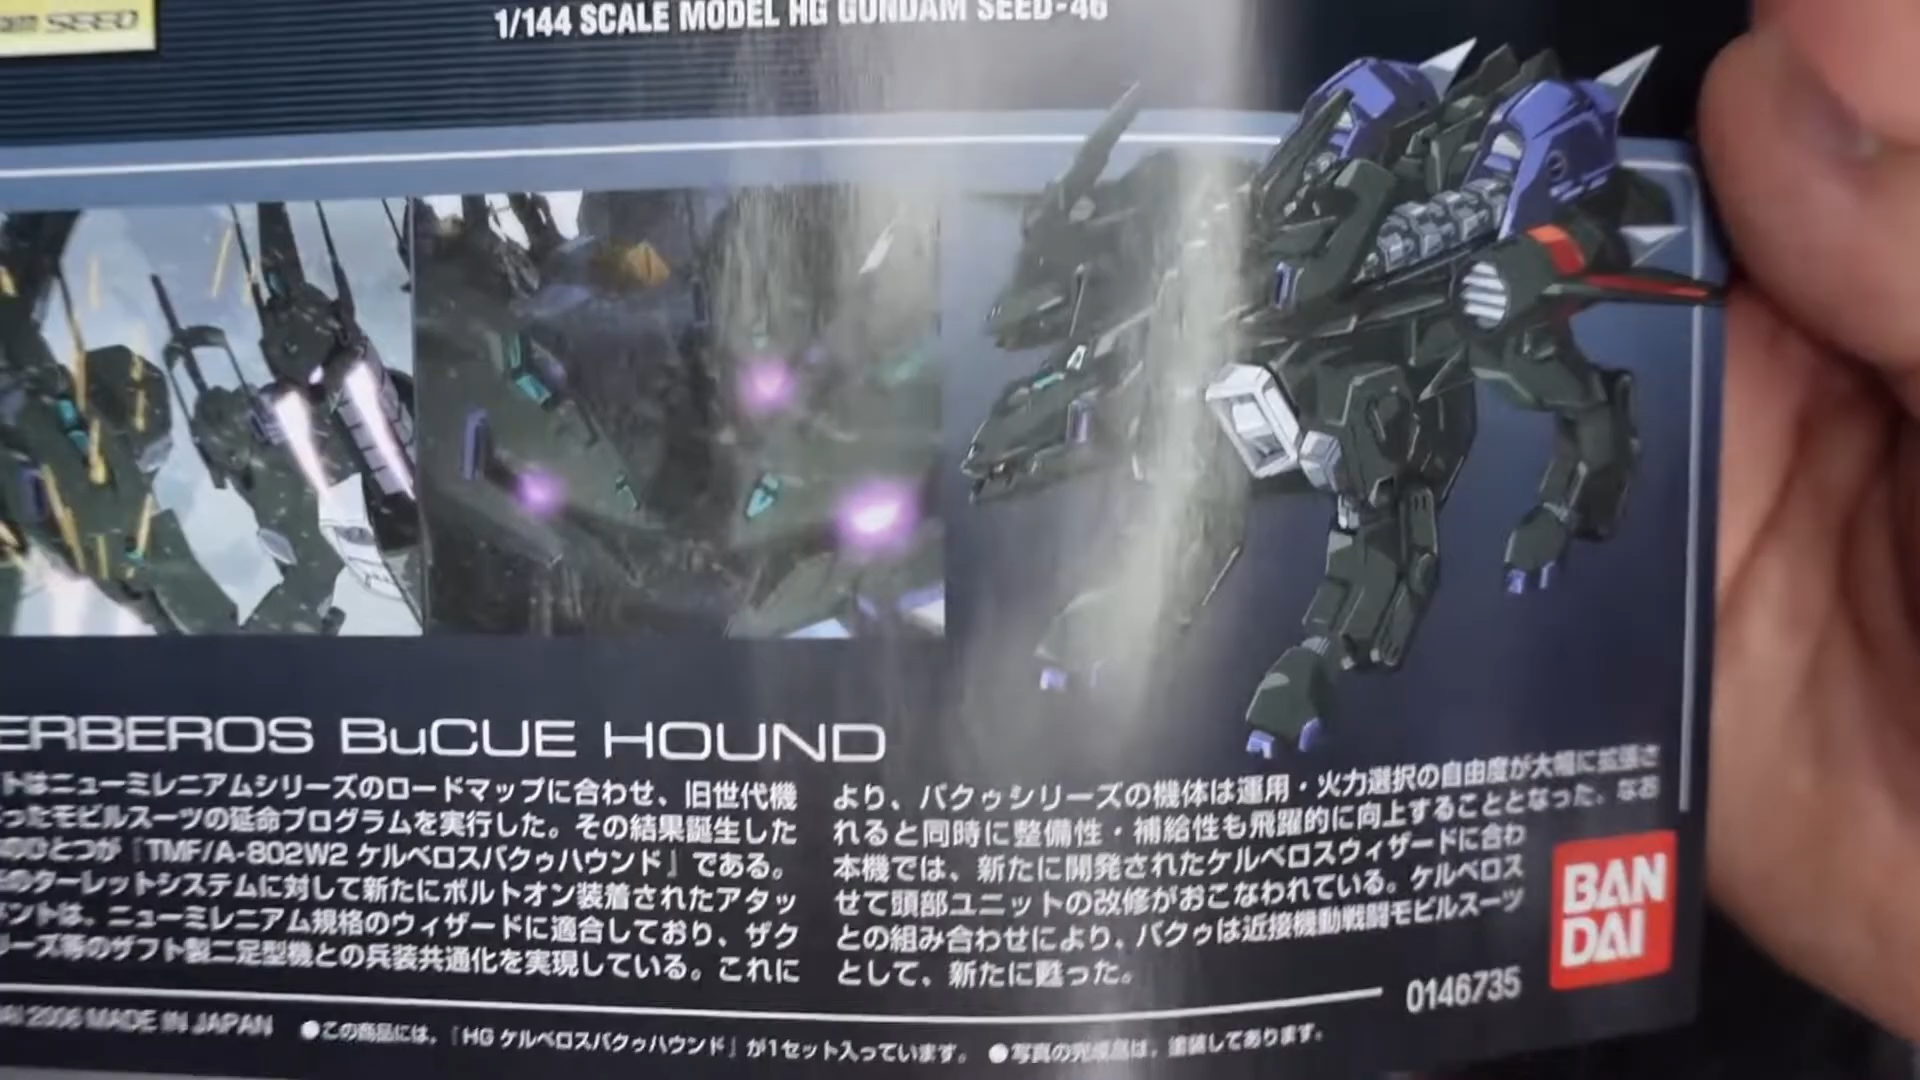 SEED
1/144 SCALE MODEL HG GUNDAM SEED-46
ERBEROS BuCUE HOUND
トはニューミレニアムシリーズのロードマップに合わせ、旧世代機
ったモビルスーツの延命プログラムを実行した。その結果誕生した
のひとつが『TMF/A-802W2 ケルベロスバクゥハウンド』である。
のターレットシステムに対して新たにボルトオン装着されたアタッ
メントは、ニューミレニアム規格のウィザードに適合しており、ザク
リーズ等のザフト製二足型機との兵装共通化を実現している。これに
より、バクゥシリーズの機体は運用・火力選択の自由度が大幅に拡張さ
れると同時に整備性・補給性も飛躍的に向上することとなった。なお
本機では、新たに開発されたケルベロスウィザードに合わ
せて頭部ユニットの改修がおこなわれている。ケルベロス
との組み合わせにより、バクゥは近接機動戦闘モビルスーツ
として、新たに甦った。
BAN
DAI
0146735
2006 MADE IN JAPAN
●この商品には、『HG ケルベロスバクゥハウンド』が1セット入っています。
●写真の完成品は、塗装してあります。